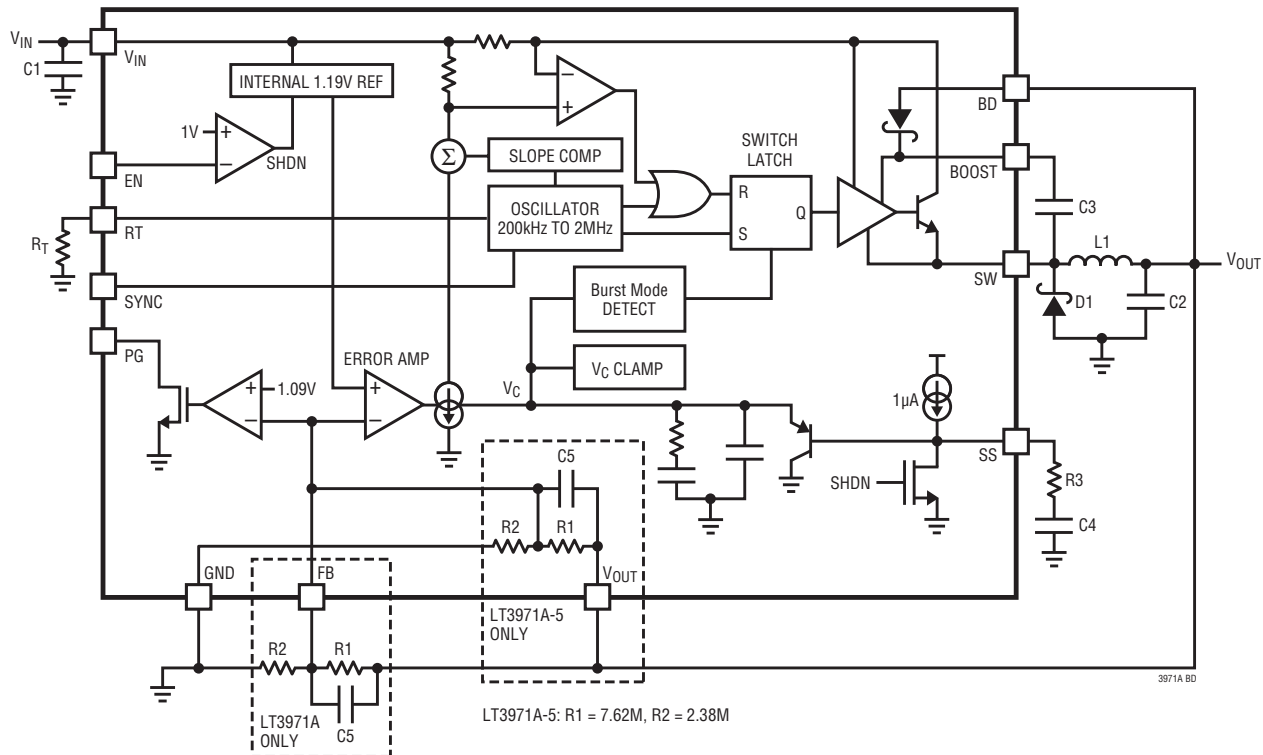 VIN
C1
VIN
INTERNAL 1.19V REF
1V
+
−
SHDN
EN
RT
RT
SYNC
PG
−
+
Σ
SLOPE COMP
OSCILLATOR
200kHz TO 2MHz
SWITCH
LATCH
R
S
Q
BD
BOOST
C3
SW
L1
VOUT
D1
C2
Burst Mode
DETECT
VC CLAMP
VC
ERROR AMP
+
−
+
−
1.09V
1µA
SS
SHDN
R3
C4
C5
R2
R1
GND
FB
VOUT
LT3971A-5
ONLY
R2
R1
C5
LT3971A
ONLY
LT3971A-5: R1 = 7.62M, R2 = 2.38M
3971A BD